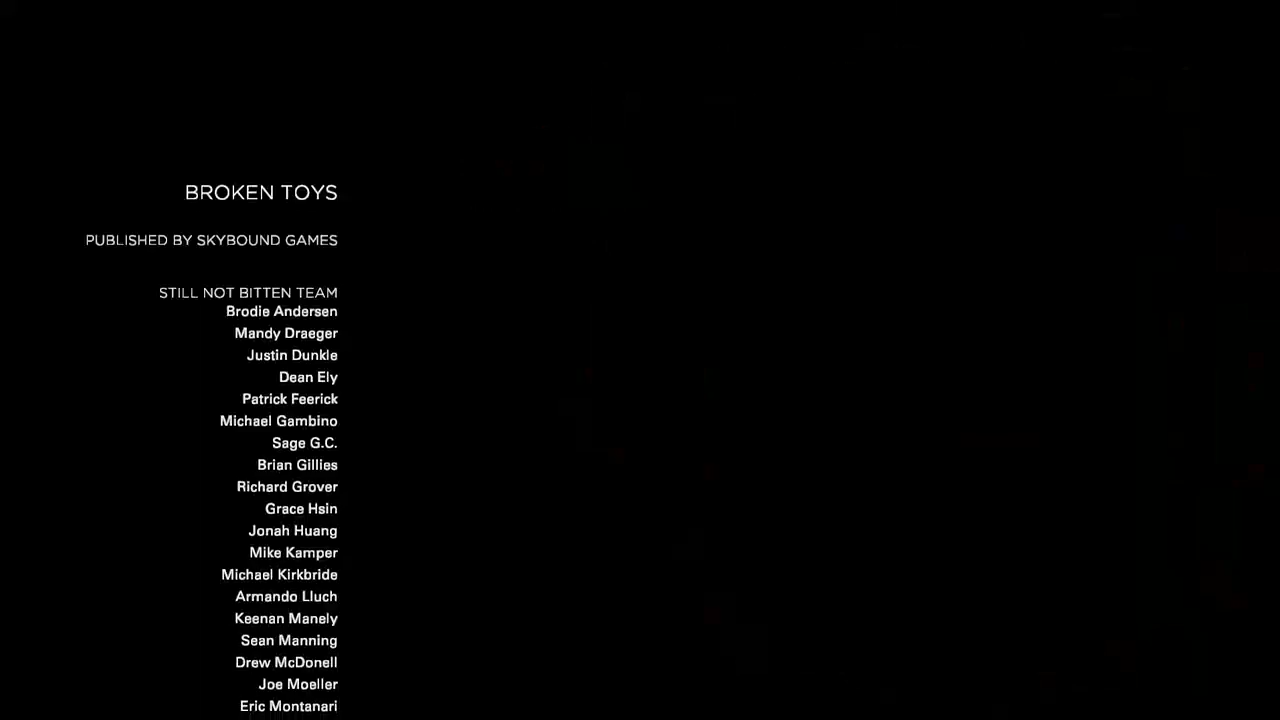 BROKEN TOYS
PUBLISHED BY SKYBOUND GAMES
STILL NOT BITTEN TEAM
Brodie Andersen
Mandy Draeger
Justin Dunkle
Dean Ely
Patrick Feerick
Michael Gambino
Sage G.C.
Brian Gillies
Richard Grover
Grace Hsin
Jonah Huang
Mike Kamper
Michael Kirkbride
Armando Lluch
Keenan Manely
Sean Manning
Drew McDonell
Joe Moeller
Eric Montanari